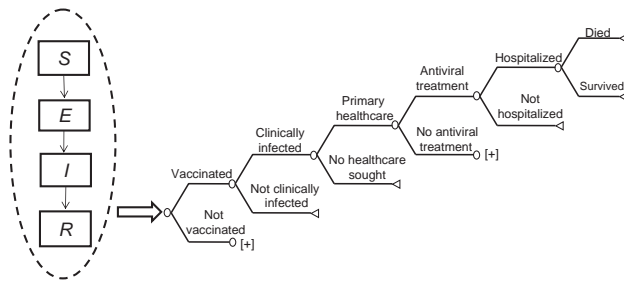 S
E
I
R
Vaccinated
Not
vaccinated
[+]
Clinically
infected
Not clinically
infected
Primary
healthcare
No healthcare
sought
Antiviral
treatment
No antiviral
treatment
[+]
Hospitalized
Not
hospitalized
Died
Survived